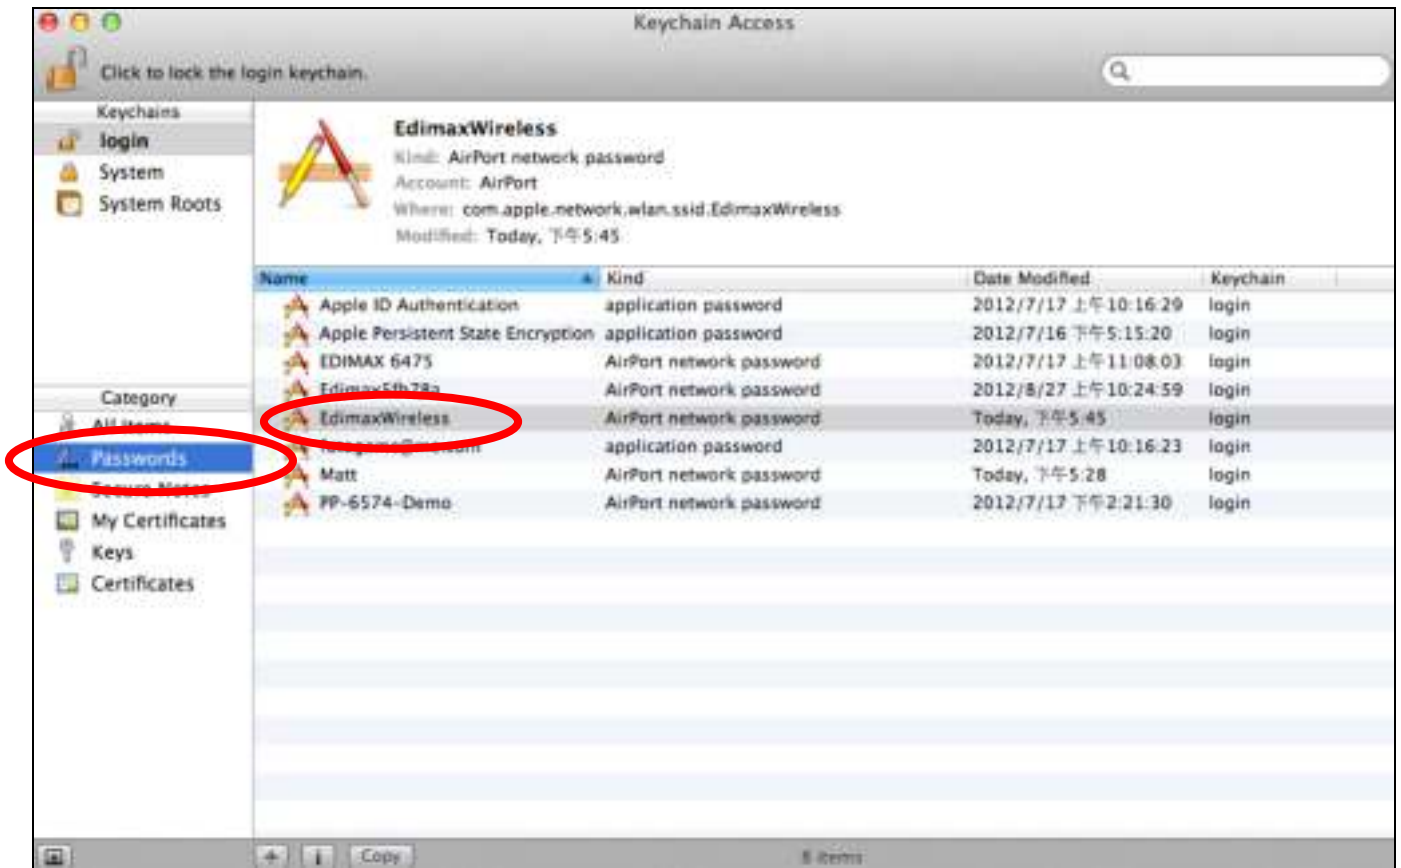 Keychain Access
Click to lock the login keychain.
Keychains
login
System
System Roots
EdimaxWireless
Kind: AirPort network password
Account: AirPort
Where: com.apple.network.wlan.ssid.EdimaxWireless
Modified: Today, 下午5:45
Name Kind Date Modified Keychain
Apple ID Authentication application password 2012/7/17 上午10:16:29 login
Apple Persistent State Encryption application password 2012/7/16 下午5:15:20 login
EDIMAX 6475 AirPort network password 2012/7/17 上午11:08:03 login
Edimax5fb78a AirPort network password 2012/8/27 上午10:24:59 login
EdimaxWireless AirPort network password Today, 下午5:45 login
application password 2012/7/17 上午10:16:23 login
Matt AirPort network password Today, 下午5:28 login
PP-6574-Demo AirPort network password 2012/7/17 下午2:21:30 login
Category
All Items
Passwords
Secure Notes
My Certificates
Keys
Certificates
+ i Copy 8 items